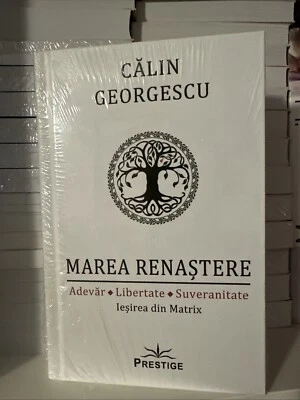 CĂLIN
GEORGESCU
MAREA RENAȘTERE
Adevăr ◆ Libertate ◆ Suveranitate
Ieșirea din Matrix
PRESTIGE